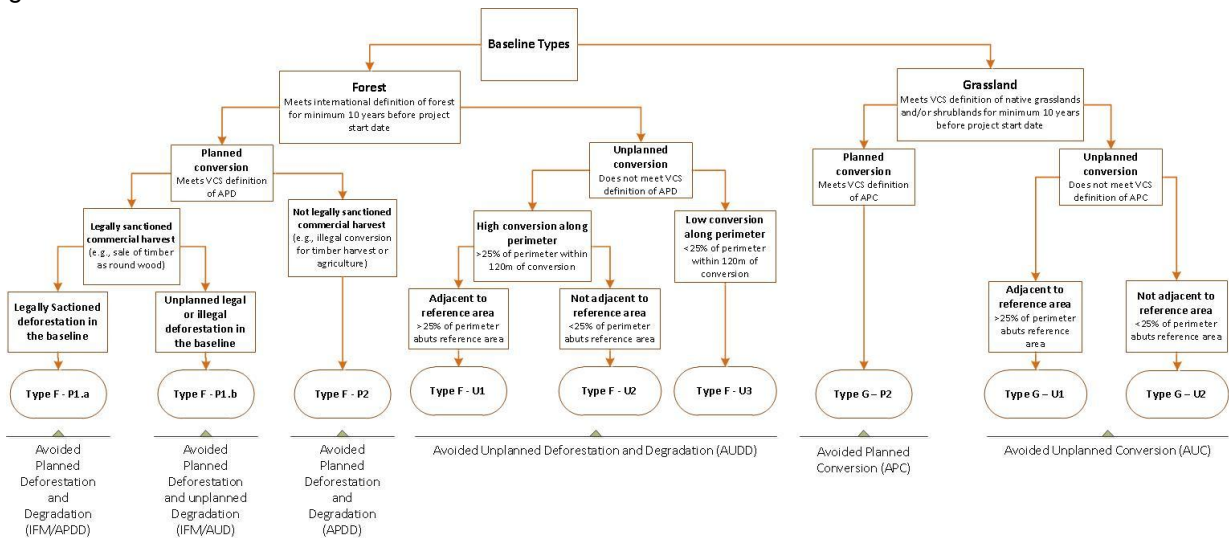 Baseline Types
Forest
Meets international definition of forest
for minimum 10 years before project
start date
Grassland
Meets VCS definition of native grasslands
and/or shrublands for minimum 10 years
before project start date
Planned
conversion
Meets VCS definition
of APD
Unplanned
conversion
Does not meet VCS
definition of APD
Planned
conversion
Meets VCS definition
of APC
Unplanned
conversion
Does not meet VCS
definition of APC
Legally sanctioned
commercial harvest
(e.g., sale of timber
as round wood)
Not legally sanctioned
commercial harvest
(e.g., illegal conversion
for timber harvest or
agriculture)
High conversion along
perimeter
>25% of perimeter within
120m of conversion
Low conversion
along perimeter
<25% of perimeter
within 120m of
conversion
Legally Sactioned
deforestation in
the baseline
Unplanned legal
or illegal
deforestation in
the baseline
Adjacent to
reference area
>25% of perimeter
abuts reference area
Not adjacent to
reference area
<25% of perimeter
abuts reference area
Adjacent to
reference area
>25% of perimeter
abuts reference
area
Not adjacent to
reference area
<25% of perimeter
abuts reference area
Type F - P1.a
Type F - P1.b
Type F - P2
Type F - U1
Type F - U2
Type F - U3
Type G – P2
Type G – U1
Type G – U2
Avoided
Planned
Deforestation
and
Degradation
(IFM/APDD)
Avoided
Planned
Deforestation
and unplanned
Degradation
(IFM/AUD)
Avoided
Planned
Deforestation
and
Degradation
(APDD)
Avoided Unplanned Deforestation and Degradation (AUDD)
Avoided Planned
Conversion (APC)
Avoided Unplanned Conversion (AUC)